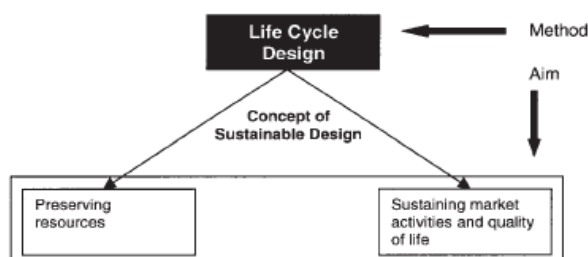 Life Cycle
Design
Method
Aim
Concept of
Sustainable Design
Preserving
resources
Sustaining market
activities and quality
of life